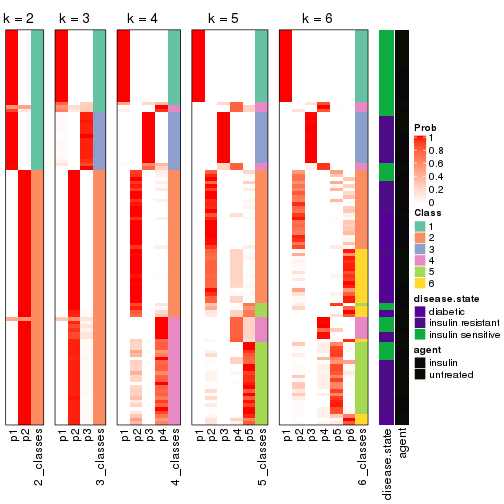 k = 2
k = 3
k = 4
k = 5
k = 6
p1
p2
2_classes
p1
p2
p3
3_classes
p1
p2
p3
p4
4_classes
p1
p2
p3
p4
p5
5_classes
p1
p2
p3
p4
p5
p6
6_classes
disease.state
agent
Prob
1
0.8
0.6
0.4
0.2
0
Class
1
2
3
4
5
6
disease.state
diabetic
insulin resistant
insulin sensitive
agent
insulin
untreated